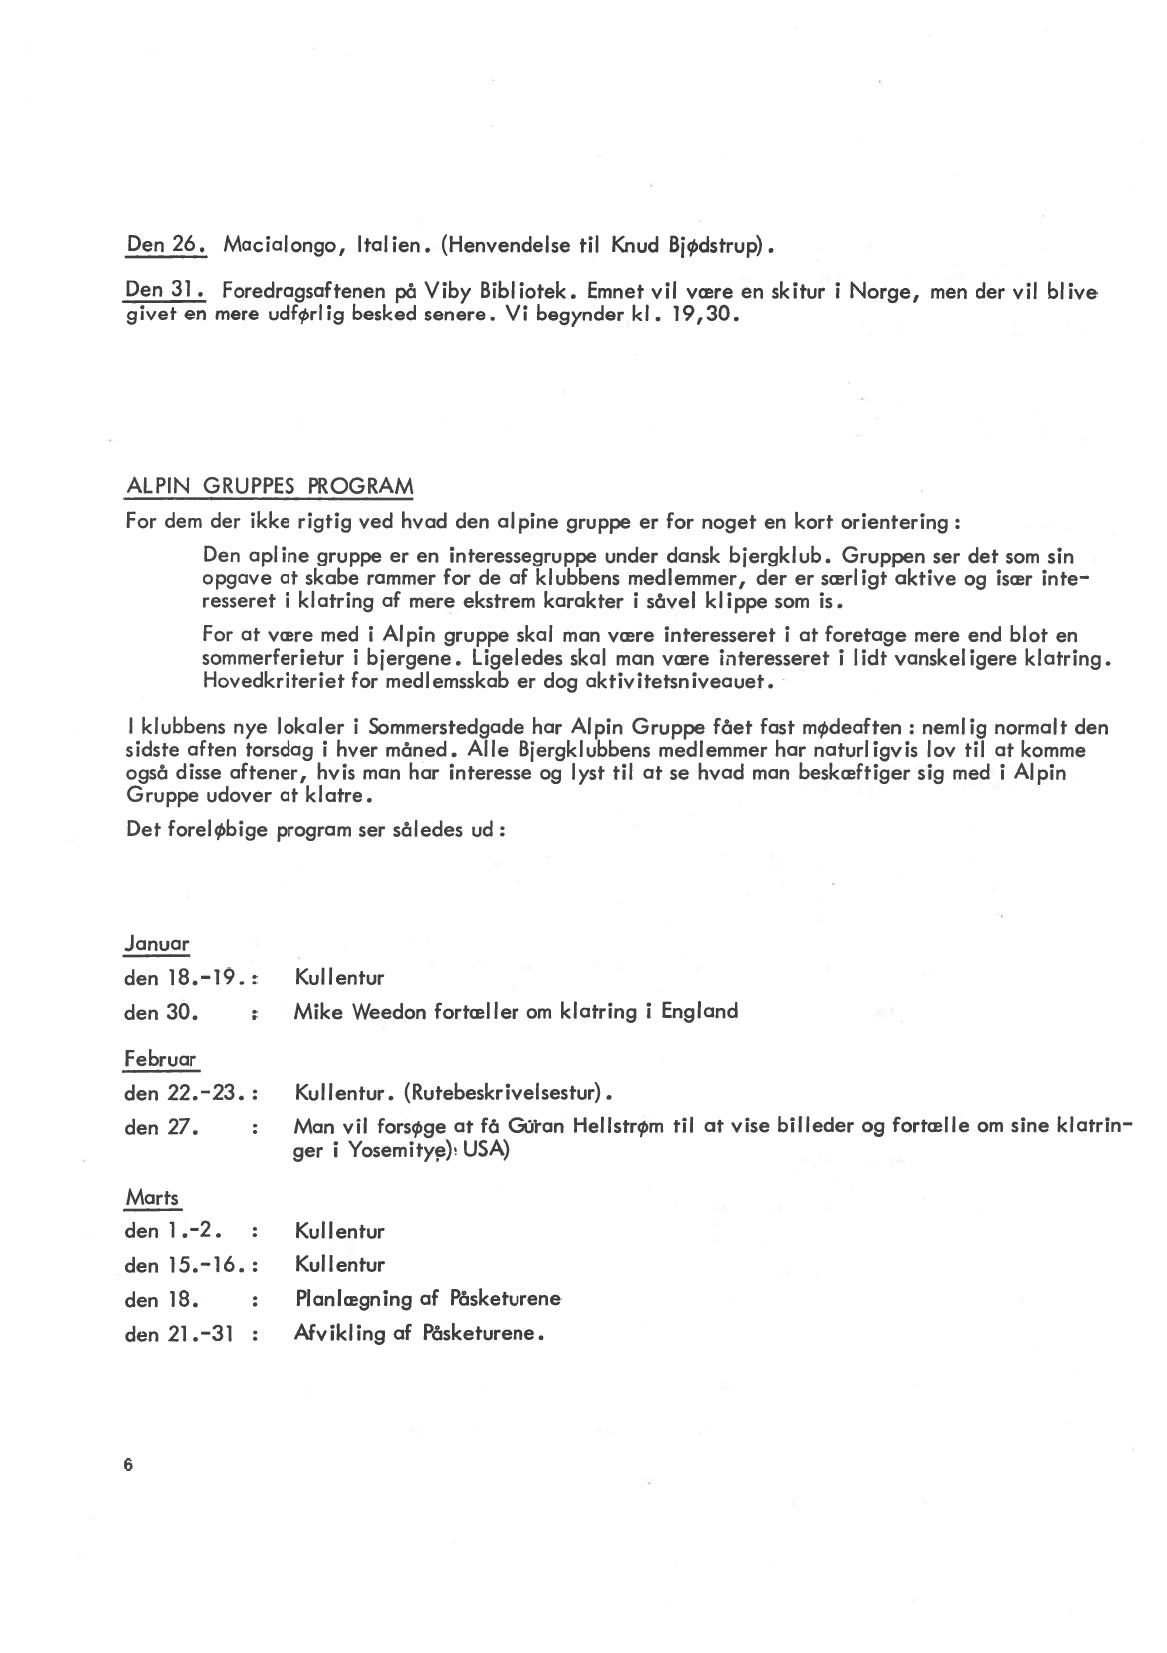 Den 26. Macialongo, Italien. (Henvendelse til Knud Bjødstrup).
Den 31. Foredragsaftenen på Viby Bibliotek. Emnet vil være en skitur i Norge, men der vil blive
givet en mere udførlig besked senere. Vi begynder kl. 19,30.
ALPIN GRUPPES PROGRAM
For dem der ikke rigtig ved hvad den alpine gruppe er for noget en kort orientering :
Den apline gruppe er en interessegruppe under dansk bjergklub. Gruppen ser det som sin
opgave at skabe rammer for de af klubbens medlemmer, der er særligt aktive og især inte-
resseret i klatring af mere ekstrem karakter i såvel klippe som is.
For at være med i Alpin gruppe skal man være interesseret i at foretage mere end blot en
sommerferietur i bjergene. Ligeledes skal man være interesseret i lidt vanskeligere klatring.
Hovedkriteriet for medlemsskab er dog aktivitetsniveauet.
I klubbens nye lokaler i Sommerstedgade har Alpin Gruppe fået fast mødeaften : nemlig normalt den
sidste aften torsdag i hver måned. Alle Bjergklubbens medlemmer har naturligvis lov til at komme
også disse aftener, hvis man har interesse og lyst til at se hvad man beskæftiger sig med i Alpin
Gruppe udover at klatre.
Det foreløbige program ser således ud :
Januar
den 18.-19. : Kullentur
den 30. : Mike Weedon fortæller om klatring i England
Februar
den 22.-23. : Kullentur. (Rutebeskrivelsestur).
den 27. : Man vil forsøge at få Hellstrøm til at vise billeder og fortælle om sine klatrin-
ger i USA)
Marts
den 1.-2. : Kullentur
den 15.-16. : Kullentur
den 18. : Planlægning af Påsketurene
den 21.-31 : Afvikling af Påsketurene.
6